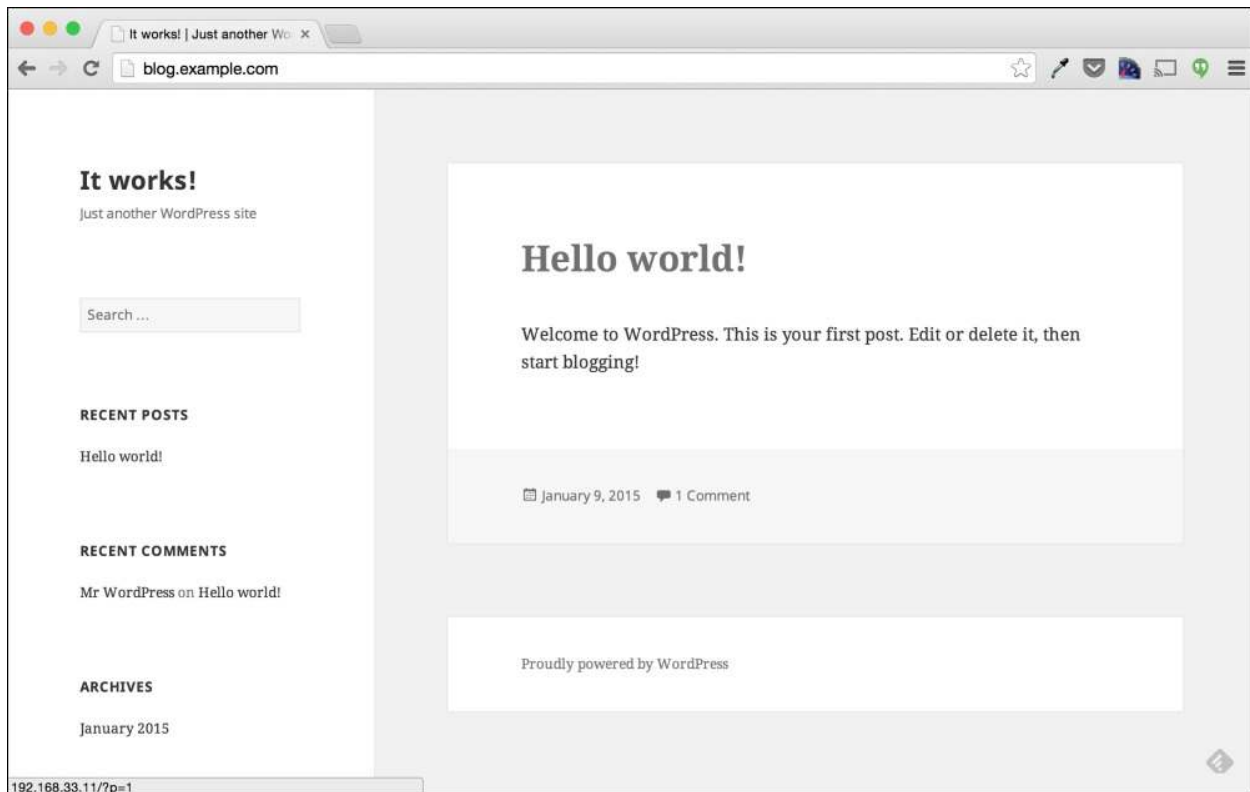 It works! | Just another Wo
blog.example.com
It works!
Just another WordPress site
Search ...
RECENT POSTS
Hello world!
RECENT COMMENTS
Mr WordPress on Hello world!
ARCHIVES
January 2015
Hello world!
Welcome to WordPress. This is your first post. Edit or delete it, then
start blogging!
January 9, 2015 1 Comment
Proudly powered by WordPress
192.168.33.11/?p=1